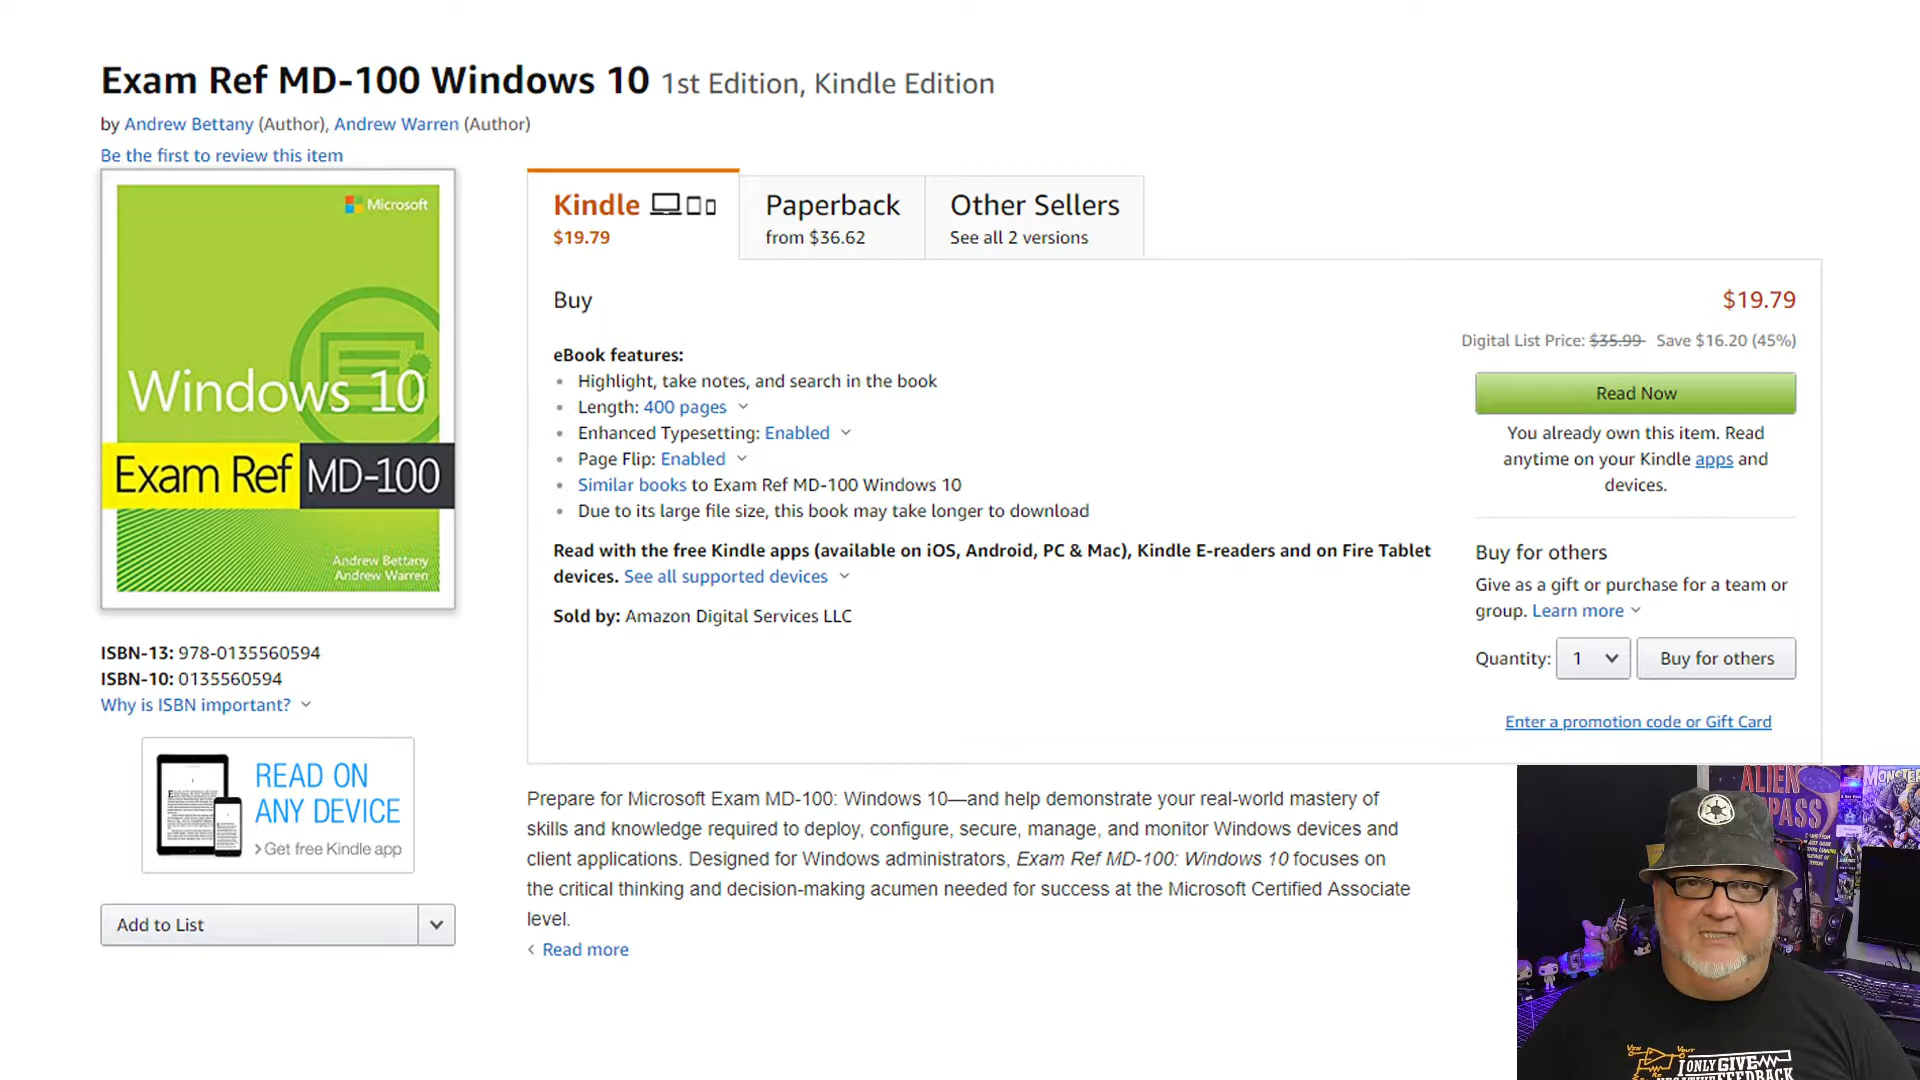 Exam Ref MD-100 Windows 10 1st Edition, Kindle Edition
by Andrew Bettany (Author), Andrew Warren (Author)
Be the first to review this item
Microsoft
Windows 10
Exam Ref MD-100
Andrew Bettany
Andrew Warren
ISBN-13: 978-0135560594
ISBN-10: 0135560594
Why is ISBN important?
READ ON
ANY DEVICE
›Get free Kindle app
Add to List
Kindle
$19.79
Paperback
from $36.62
Other Sellers
See all 2 versions
Buy
eBook features:
• Highlight, take notes, and search in the book
• Length: 400 pages
• Enhanced Typesetting: Enabled
• Page Flip: Enabled
• Similar books to Exam Ref MD-100 Windows 10
• Due to its large file size, this book may take longer to download
Read with the free Kindle apps (available on iOS, Android, PC & Mac), Kindle E-readers and on Fire Tablet
devices. See all supported devices
Sold by: Amazon Digital Services LLC
$19.79
Digital List Price: $35.99 Save $16.20 (45%)
Read Now
You already own this item. Read
anytime on your Kindle apps and
devices.
Buy for others
Give as a gift or purchase for a team or
group. Learn more
Quantity: 1 Buy for others
Enter a promotion code or Gift Card
Prepare for Microsoft Exam MD-100: Windows 10—and help demonstrate your real-world mastery of
skills and knowledge required to deploy, configure, secure, manage, and monitor Windows devices and
client applications. Designed for Windows administrators, Exam Ref MD-100: Windows 10 focuses on
the critical thinking and decision-making acumen needed for success at the Microsoft Certified Associate
level.
‹ Read more
ALIEN
MONSTER
VIN
VOUT
I ONLY GIVE
NEGATIVE FEEDBACK